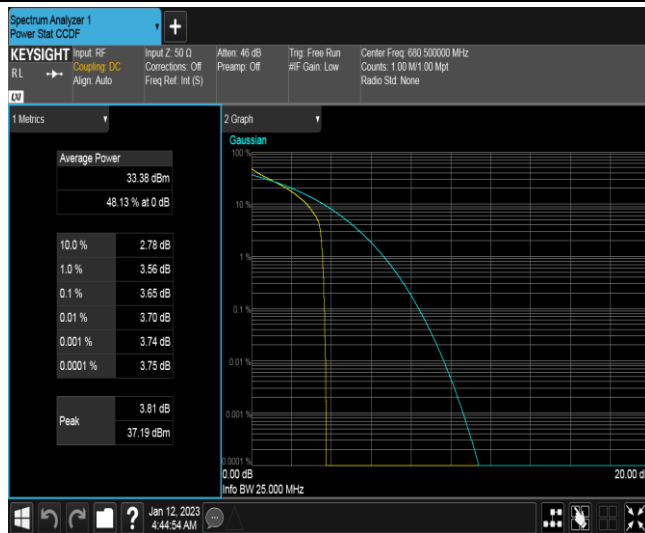 Spectrum Analyzer 1
Power Stat CCDF
+
KEYSIGHT
RL
Input: RF
Coupling: DC
Align: Auto
Input Z: 50 Ω
Corrections: Off
Freq Ref: Int (S)
Atten: 46 dB
Preamp: Off
Trig: Free Run
#IF Gain: Low
Center Freq: 680.500000 MHz
Counts: 1.00 M/1.00 Mpt
Radio Std: None
1 Metrics
Average Power
33.38 dBm
48.13 % at 0 dB
10.0 % 2.78 dB
1.0 % 3.56 dB
0.1 % 3.65 dB
0.01 % 3.70 dB
0.001 % 3.74 dB
0.0001 % 3.75 dB
Peak
3.81 dB
37.19 dBm
2 Graph
Gaussian
100 %
10 %
1 %
0.1 %
0.01 %
0.001 %
0.0001 %
0.00 dB
20.00 d
Info BW 25.000 MHz
?
Jan 12, 2023
4:44:54 AM